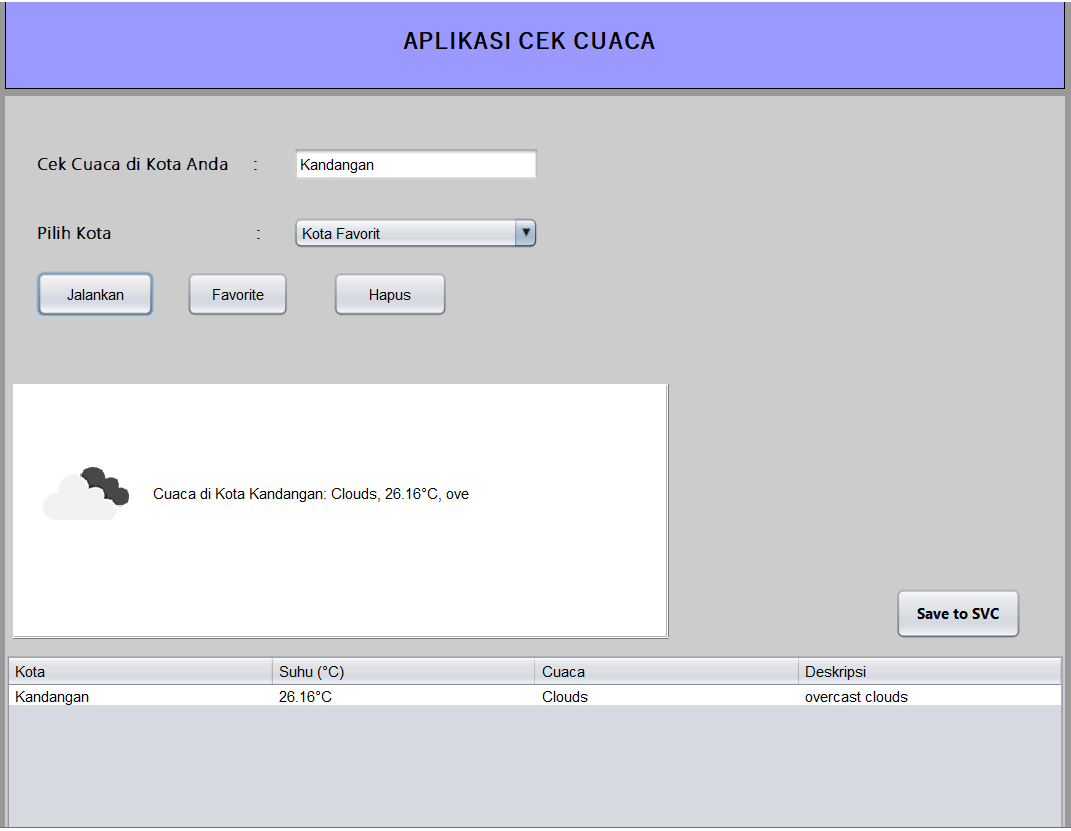 APLIKASI CEK CUACA
Cek Cuaca di Kota Anda : Kandangan
Pilih Kota : Kota Favorit
Jalankan Favorite Hapus
Cuaca di Kota Kandangan: Clouds, 26.16°C, ove
Save to SVC
Kota Suhu (°C) Cuaca Deskripsi
Kandangan 26.16°C Clouds overcast clouds